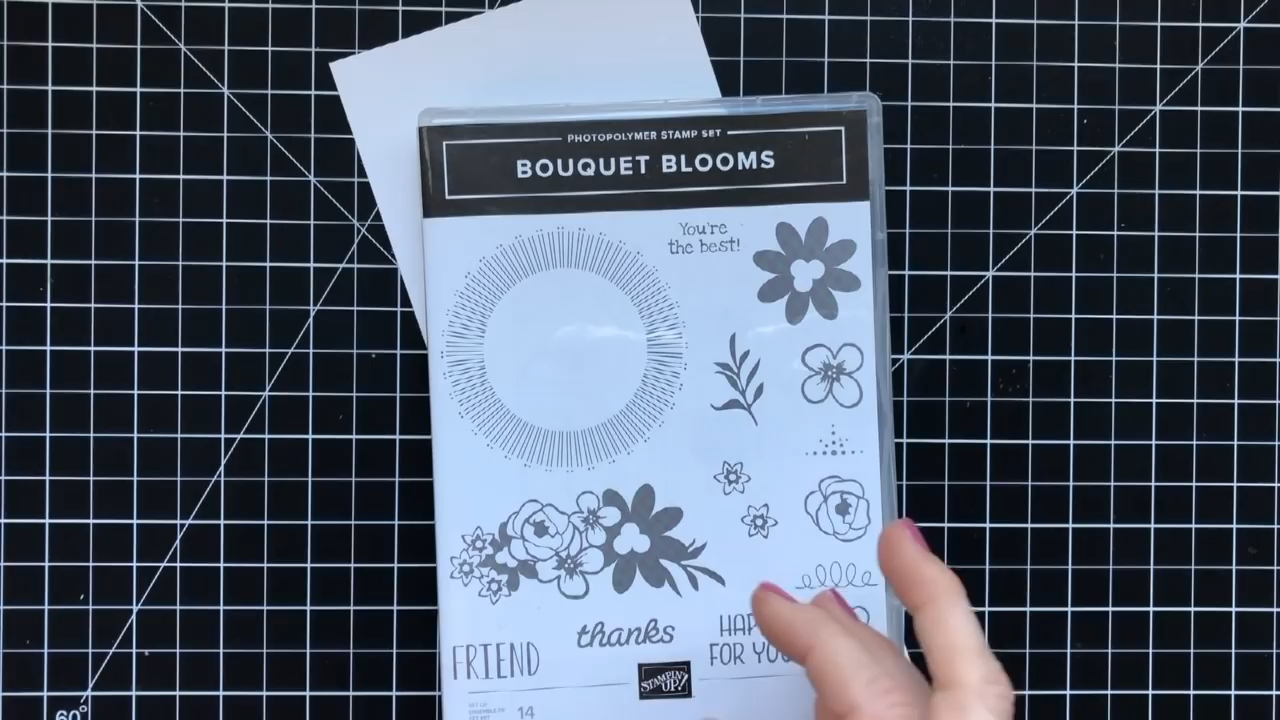 PHOTOPOLYMER STAMP SET
BOUQUET BLOOMS
You're
the best!
thanks
FRIEND
FOR YOU
STAMPIN' UP!
14
60°